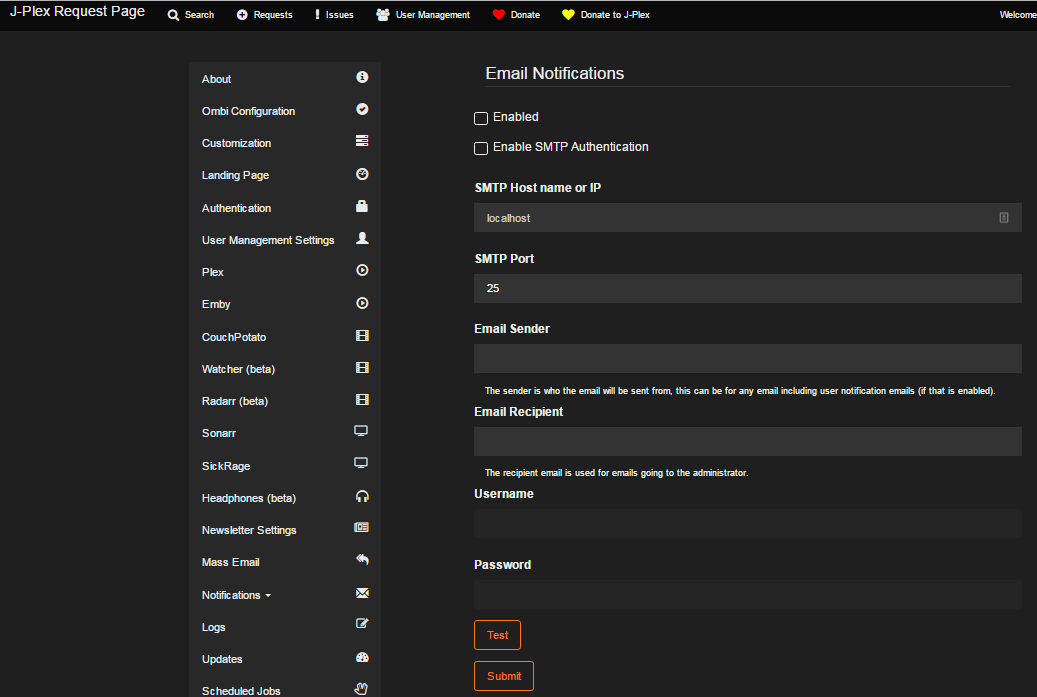 J-Plex Request Page
Search
Requests
Issues
User Management
Donate
Donate to J-Plex
Welcome
About
Ombi Configuration
Customization
Landing Page
Authentication
User Management Settings
Plex
Emby
CouchPotato
Watcher (beta)
Radarr (beta)
Sonarr
SickRage
Headphones (beta)
Newsletter Settings
Mass Email
Notifications
Logs
Updates
Scheduled Jobs
Email Notifications
Enabled
Enable SMTP Authentication
SMTP Host name or IP
localhost
SMTP Port
25
Email Sender
The sender is who the email will be sent from, this can be for any email including user notification emails (if that is enabled).
Email Recipient
The recipient email is used for emails going to the administrator.
Username
Password
Test
Submit